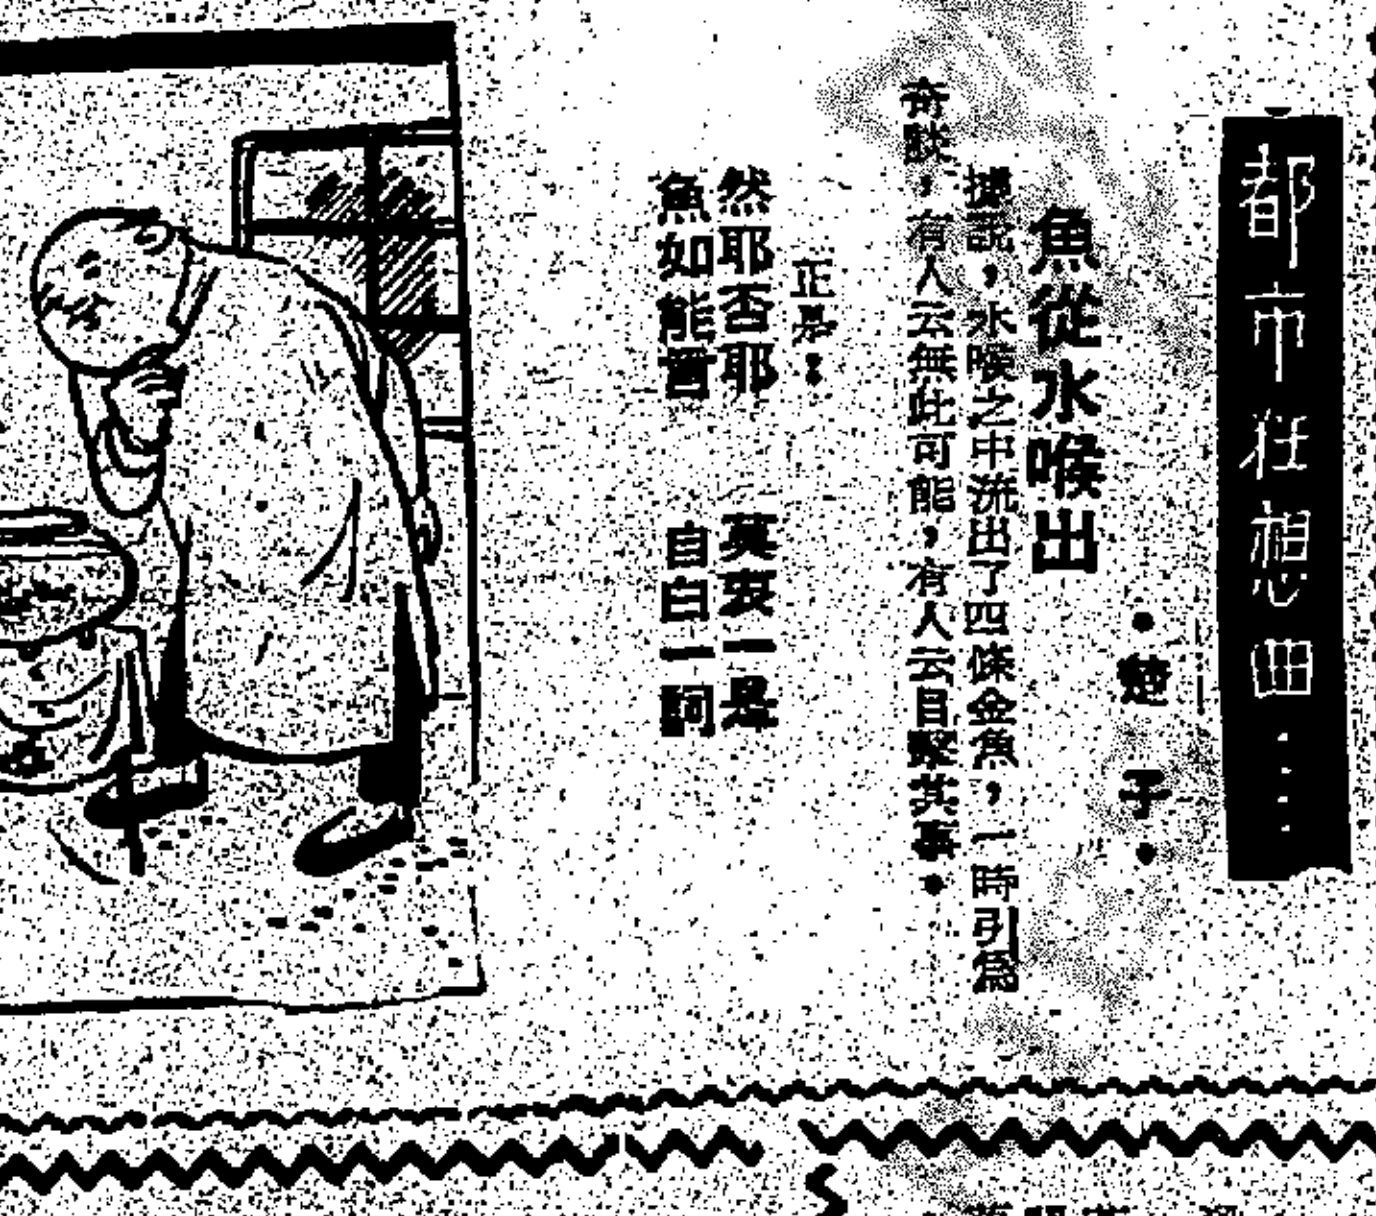 都市狂想曲……
•楚子•
魚從水喉出
據說，水喉之中流出了四條金魚，一時引爲
奇談，有人云無此可能，有人云目擊其事。
正是：
然耶否耶　莫衷一是
魚如能言　自白一詞